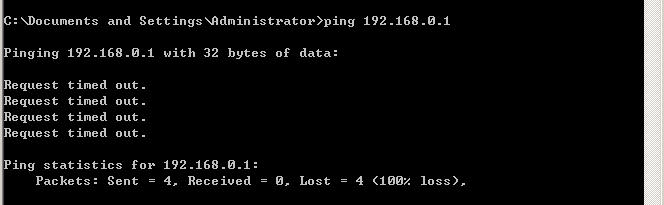 C:\Documents and Settings\Administrator>ping 192.168.0.1
Pinging 192.168.0.1 with 32 bytes of data:
Request timed out.
Request timed out.
Request timed out.
Request timed out.
Ping statistics for 192.168.0.1:
    Packets: Sent = 4, Received = 0, Lost = 4 (100% loss),